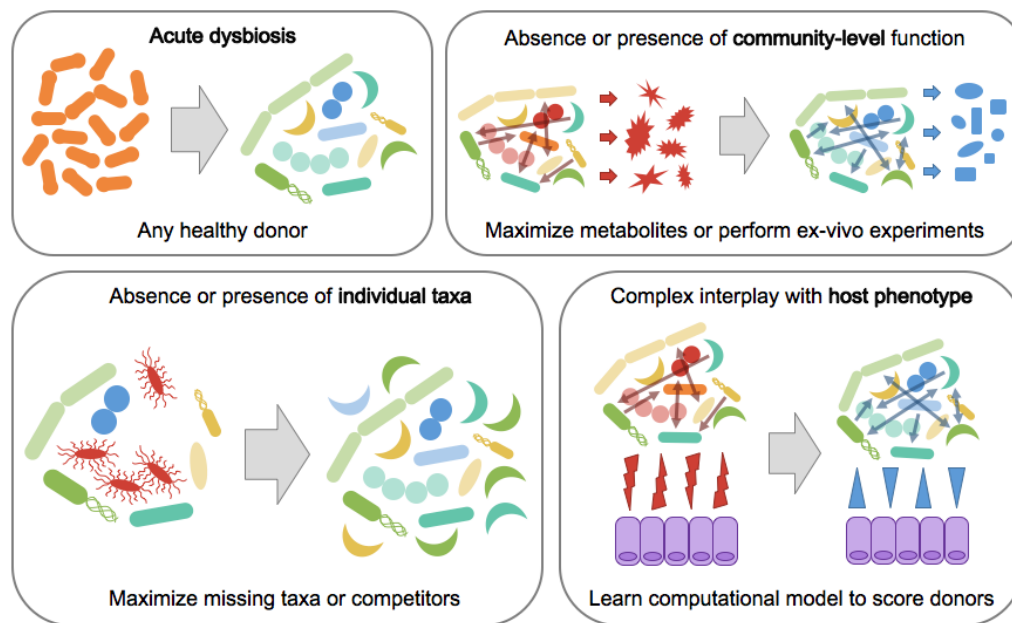 Acute dysbiosis
Any healthy donor
Absence or presence of community-level function
Maximize metabolites or perform ex-vivo experiments
Absence or presence of individual taxa
Maximize missing taxa or competitors
Complex interplay with host phenotype
Learn computational model to score donors